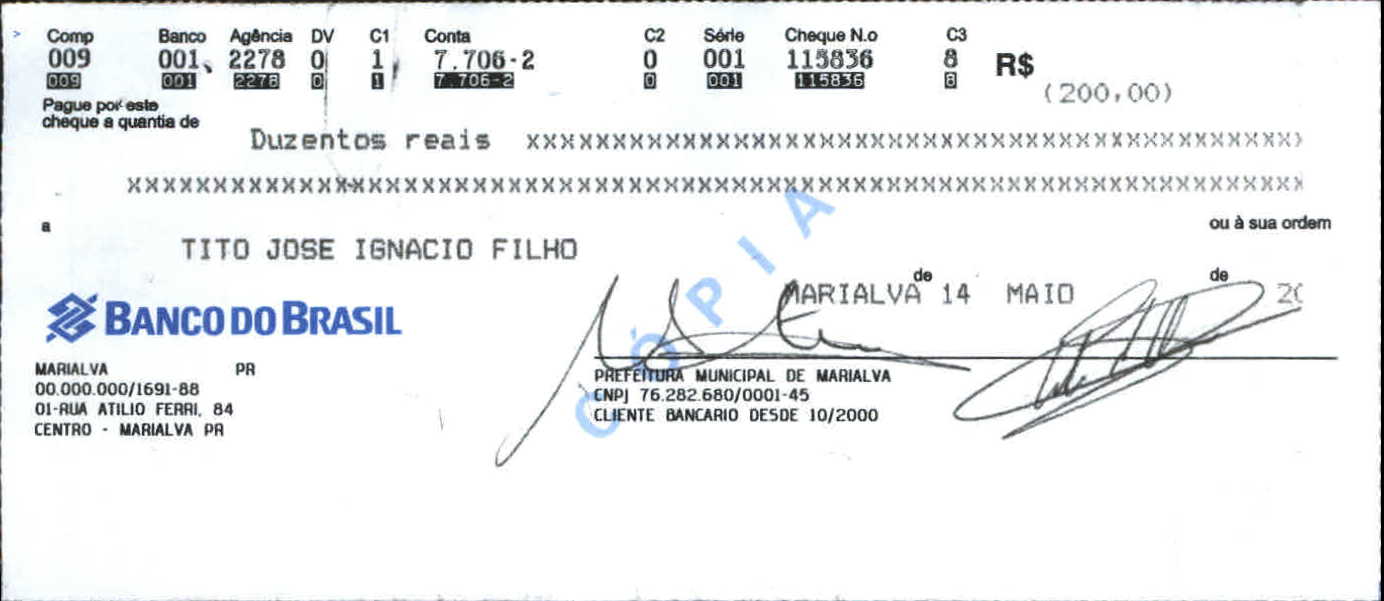 Comp Banco Agência DV C1 Conta C2 Série Cheque N.o C3
009 001 2278 0 1 7.706-2 0 001 115836 8 R$
009 001 2278 0 1 7.706-2 0 001 115836 8
(200,00)
Pague por este
cheque a quantia de
Duzentos reais xxxxxxxxxxxxxxxxxxxxxxxxxxxxxxxxxxxxxxxxxxx
xxxxxxxxxxxxxxxxxxxxxxxxxxxxxxxxxxxxxxxxxxxxxxxxxxxxxxxxxxxxxxxxx
a ou à sua ordem
TITO JOSE IGNACIO FILHO
MARIALVA de 14 MAIO de 20
CÓPIA
BANCO DO BRASIL
MARIALVA PR
00.000.000/1691-88
01-RUA ATILIO FERRI, 84
CENTRO - MARIALVA PR
PREFEITURA MUNICIPAL DE MARIALVA
CNPJ 76.282.680/0001-45
CLIENTE BANCARIO DESDE 10/2000